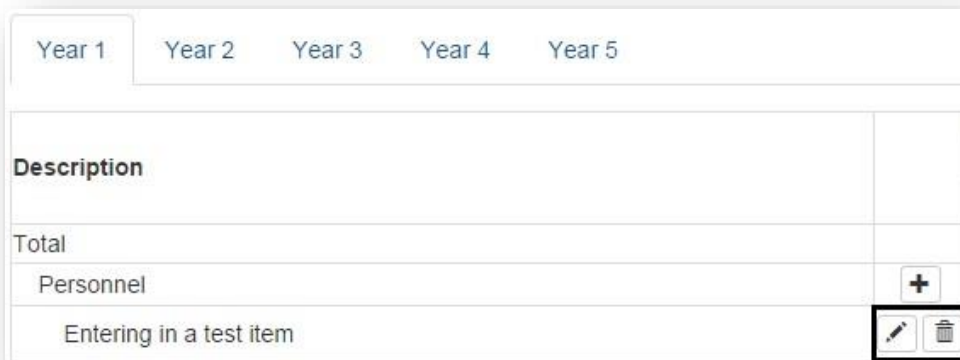 Year 1 Year 2 Year 3 Year 4 Year 5
Description
Total
Personnel
Entering in a test item